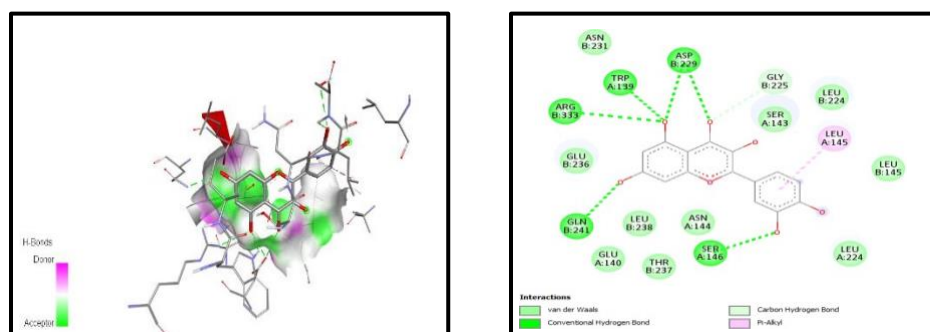 H-Bonds
Donor
Acceptor
ASN
B:231
ASP
B:229
TRP
A:139
GLY
B:225
LEU
B:224
ARG
B:333
SER
A:143
LEU
A:145
GLU
B:236
LEU
B:145
GLN
B:241
LEU
B:238
ASN
A:144
SER
A:146
GLU
A:140
THR
B:237
LEU
A:224
Interactions
van der Waals
Conventional Hydrogen Bond
Carbon Hydrogen Bond
Pi-Alkyl